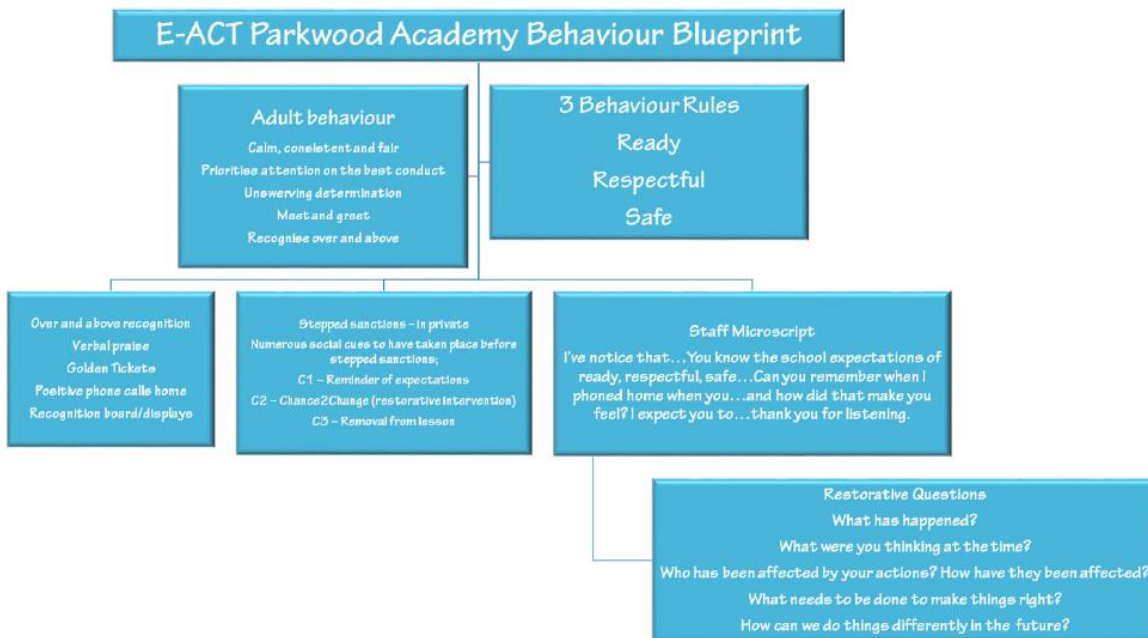 E-ACT Parkwood Academy Behaviour Blueprint
Adult behaviour
Calm, consistent and fair
Prioritise attention on the best conduct
Unswerving determination
Meet and greet
Recognise over and above
3 Behaviour Rules
Ready
Respectful
Safe
Over and above recognition
Verbal praise
Golden Tickets
Positive phone calls home
Recognition board/displays
Stepped sanctions – in private
Numerous social cues to have taken place before
stepped sanctions;
C1 – Reminder of expectations
C2 – Chance2Change (restorative intervention)
C3 – Removal from lesson
Staff Microscript
I've notice that...You know the school expectations of
ready, respectful, safe...Can you remember when I
phoned home when you...and how did that make you
feel? I expect you to...thank you for listening.
Restorative Questions
What has happened?
What were you thinking at the time?
Who has been affected by your actions? How have they been affected?
What needs to be done to make things right?
How can we do things differently in the future?